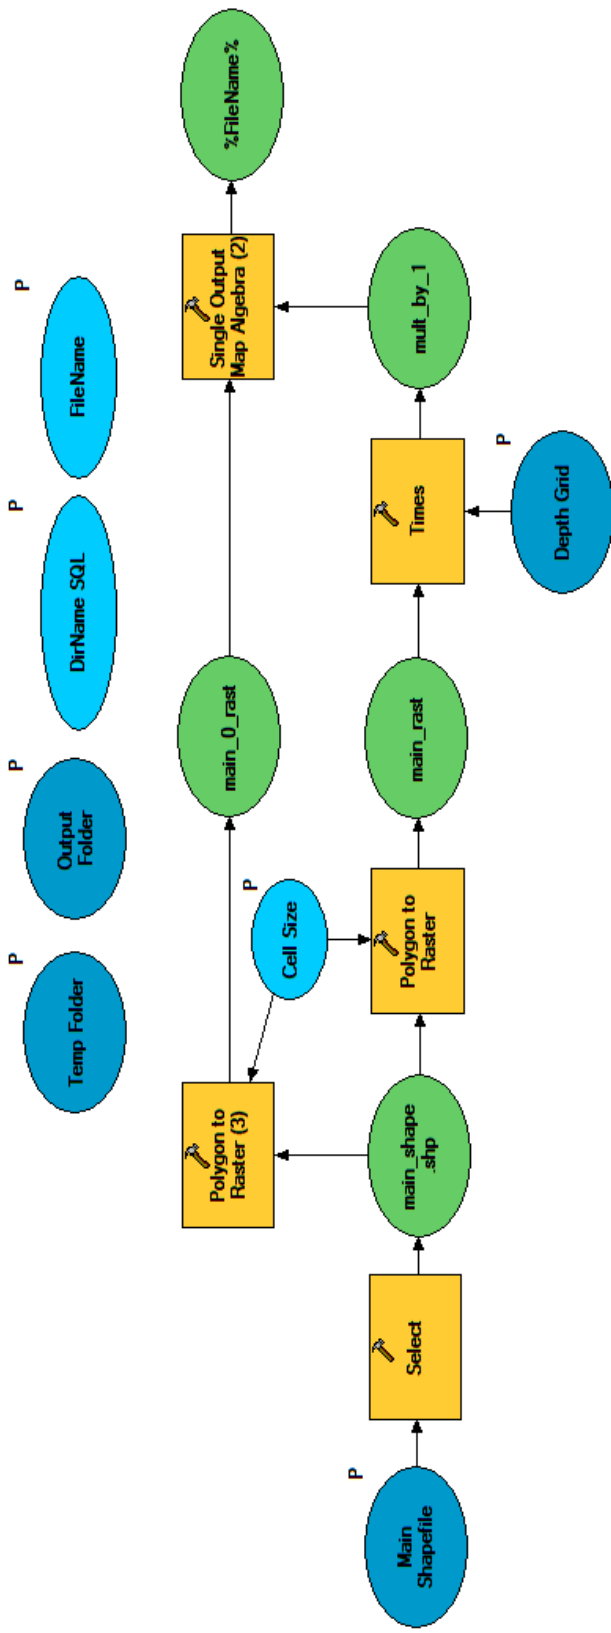 P
P
P
P
Temp Folder
Output
Folder
DirName SQL
FileName
Polygon to
Raster (3)
main_0_rast
Single Output
Map Algebra (2)
%FileName%
P
Cell Size
P
Main
Shapefile
Select
main_shape
.shp
Polygon to
Raster
main_rast
Times
mult_by_1
P
Depth Grid